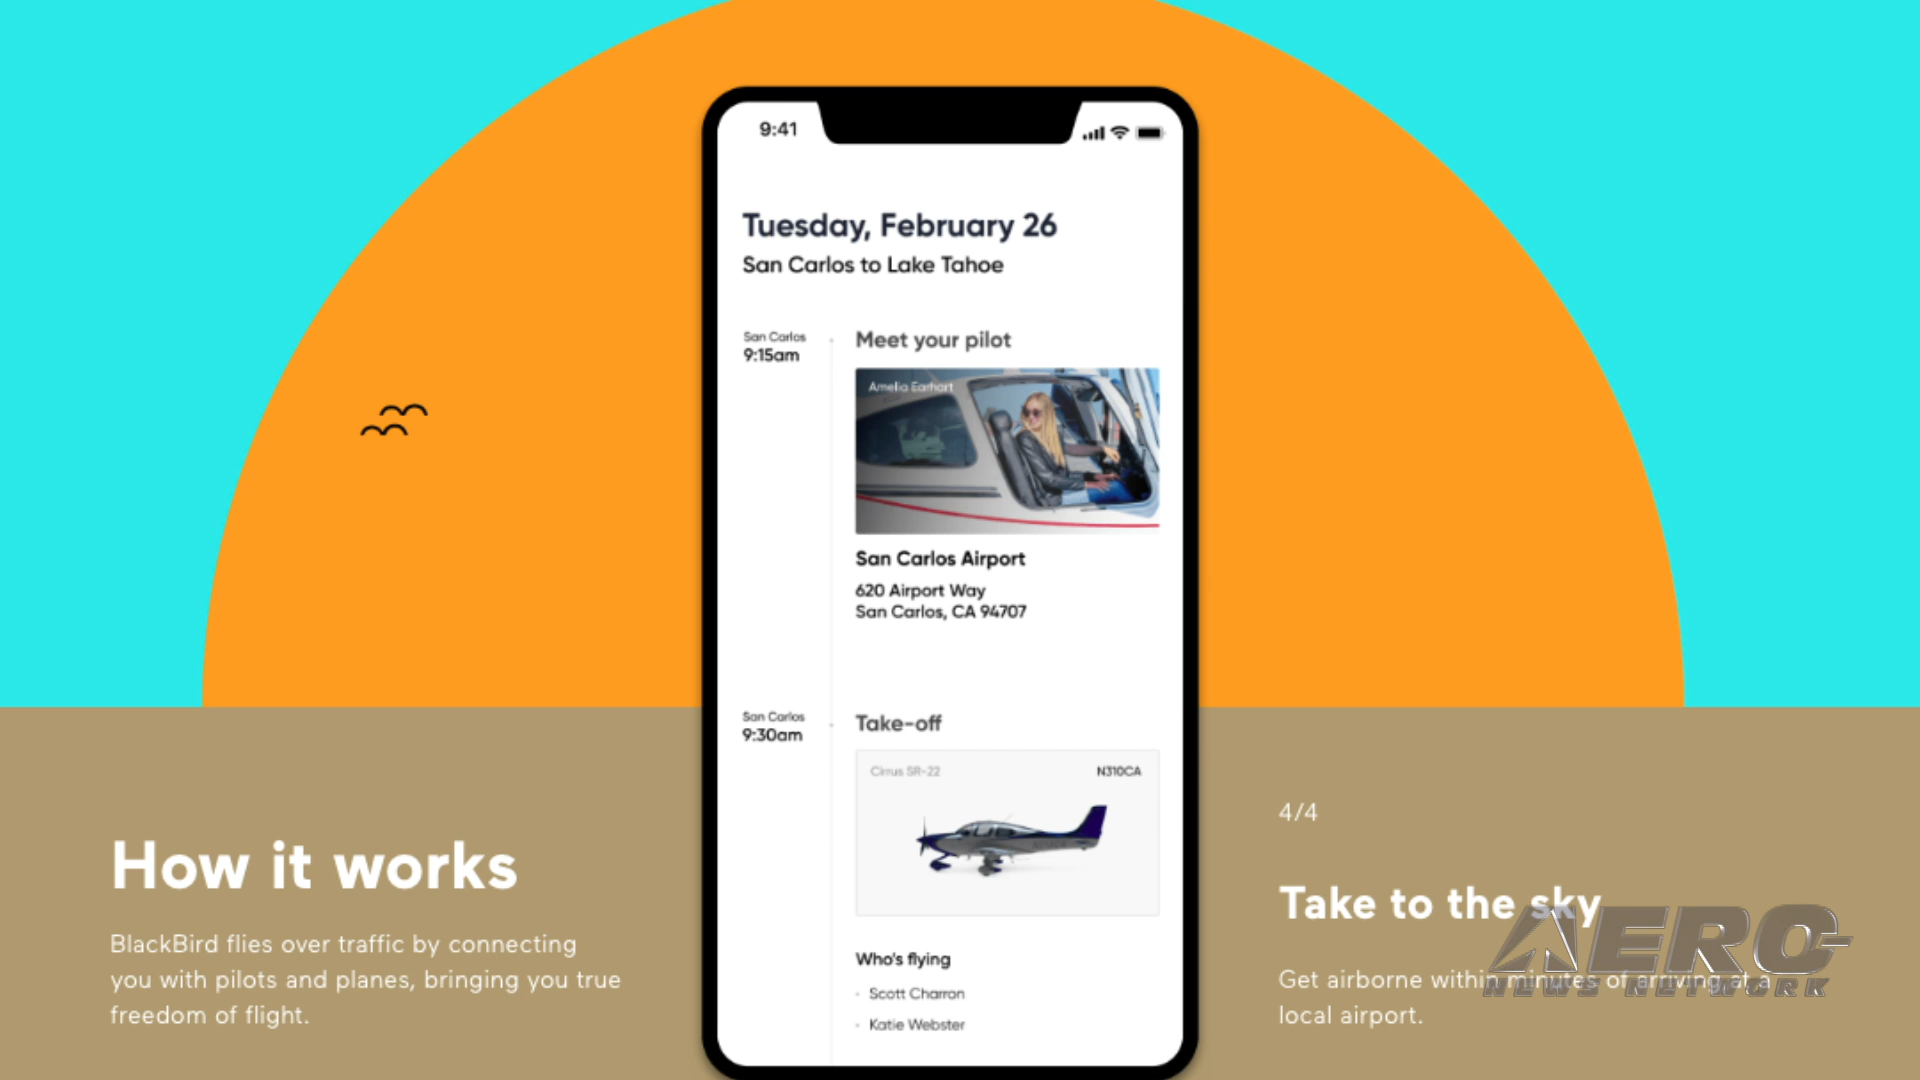 9:41
Tuesday, February 26
San Carlos to Lake Tahoe
San Carlos
9:15am
Meet your pilot
Amelia Earhart
San Carlos Airport
620 Airport Way
San Carlos, CA 94707
San Carlos
9:30am
Take-off
Cirrus SR-22
N310CA
Who's flying
Scott Charron
Katie Webster
How it works
BlackBird flies over traffic by connecting
you with pilots and planes, bringing you true
freedom of flight.
4/4
Take to the sky
Get airborne within minutes of arriving at a
local airport.
AERO-
NEWS NETWORK